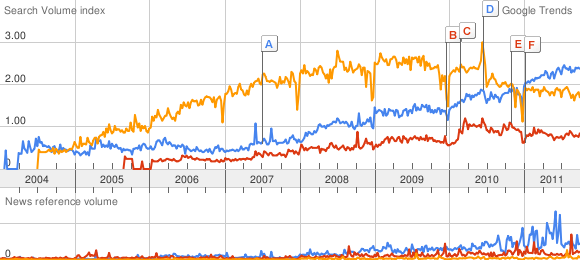 Search Volume index
Google Trends
D
B
C
A
E
F
3.00
2.00
1.00
0
2004 2005 2006 2007 2008 2009 2010 2011
News reference volume
0